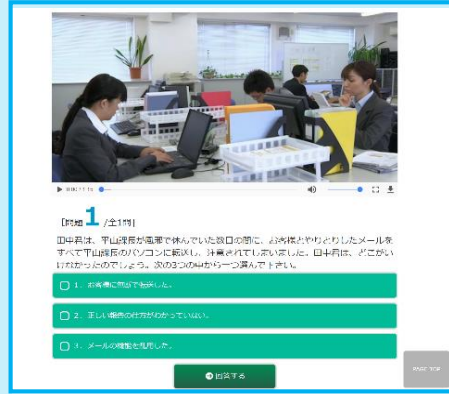 [問題1/全1問]
田中君は、平山課長が風邪で休んでいた数日の間に、お客様とやりとりしたメールを
すべて平山課長のパソコンに転送し、注意されてしまいました。田中君は、どこがい
けなかったのでしょう。次の3つの中から一つ選んで下さい。
1、お客様に無断で転送した。
2、正しい報告の仕方がわかっていない。
3、メールの機能を乱用した。
回答する
PAGE TOP